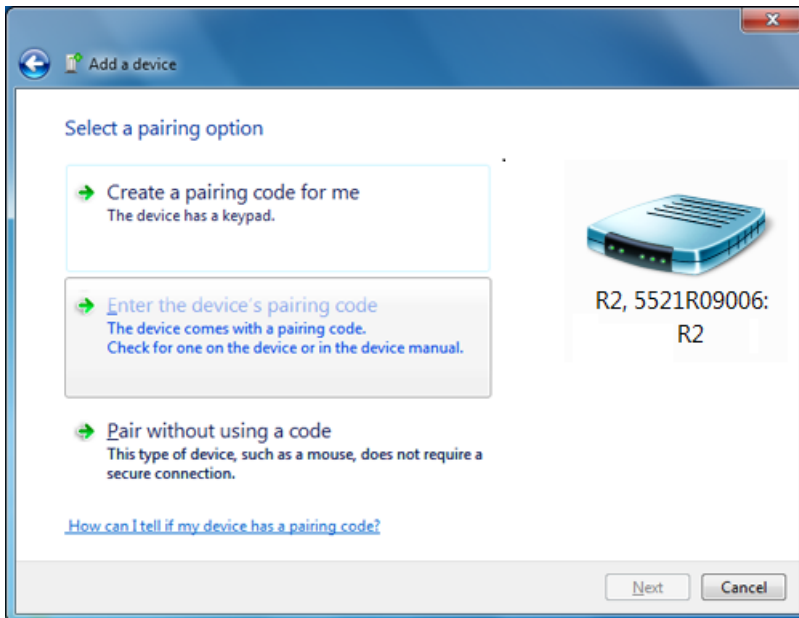 Add a device
Select a pairing option
Create a pairing code for me
The device has a keypad.
Enter the device's pairing code
The device comes with a pairing code.
Check for one on the device or in the device manual.
Pair without using a code
This type of device, such as a mouse, does not require a
secure connection.
How can I tell if my device has a pairing code?
R2, 5521R09006:
R2
Next
Cancel